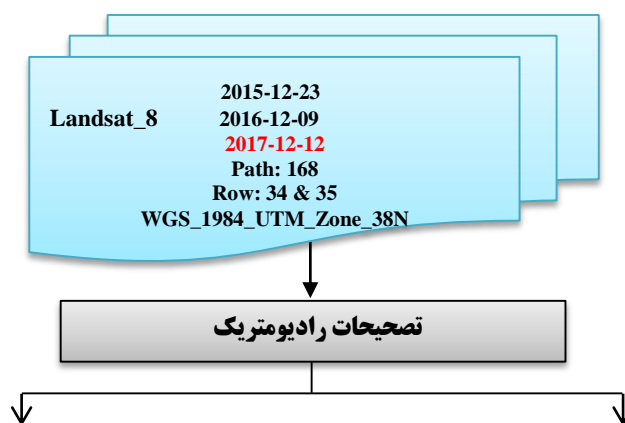 2015-12-23
Landsat_8 2016-12-09
2017-12-12
Path: 168
Row: 34 & 35
WGS_1984_UTM_Zone_38N
تصحیحات رادیومتریک